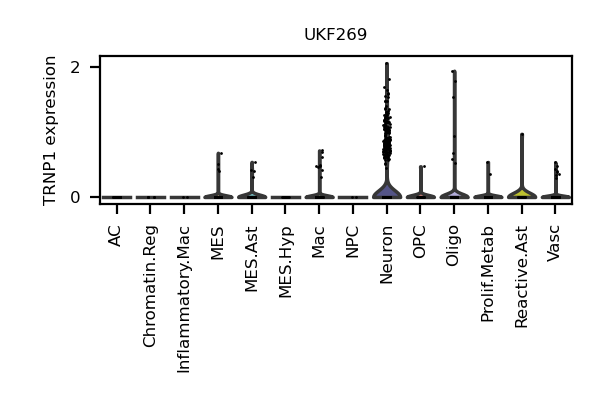 UKF269
TRNP1 expression
2
0
AC
Chromatin.Reg
Inflammatory.Mac
MES
MES.Ast
MES.Hyp
Mac
NPC
Neuron
OPC
Oligo
Prolif.Metab
Reactive.Ast
Vasc